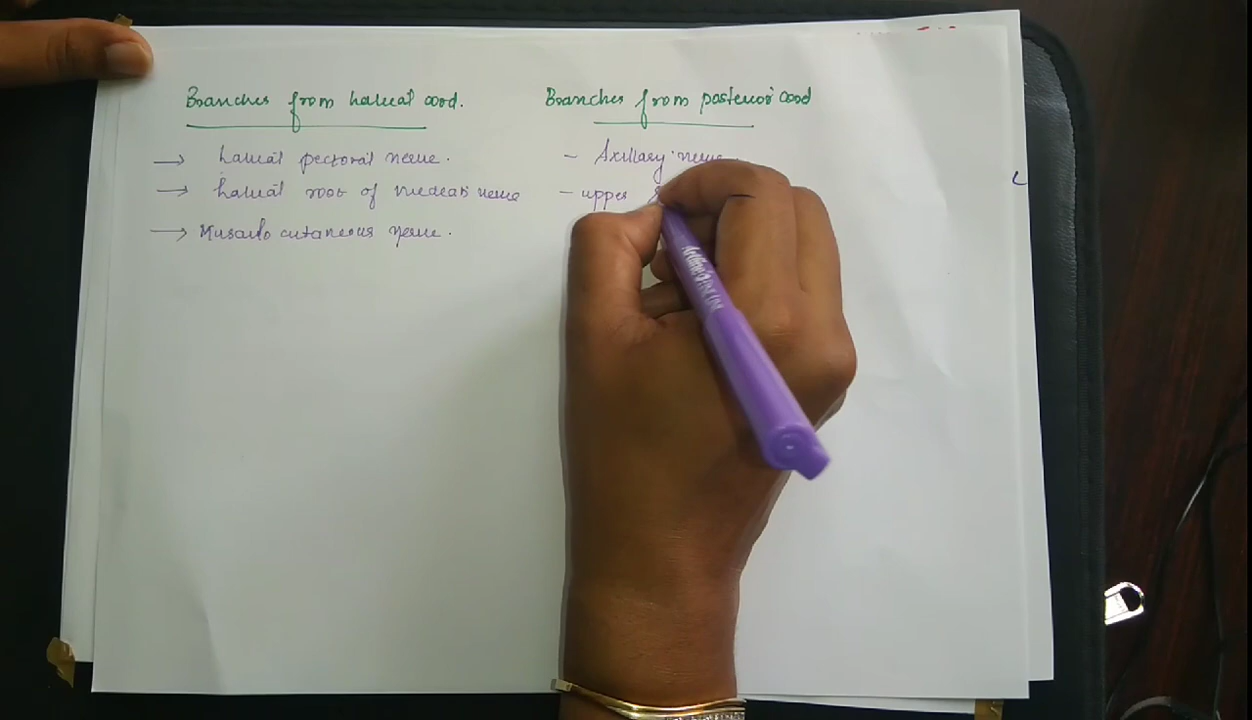 Branches from lateral cord.
Branches from posterior cord
→ Lateral pectoral nerve.
→ Lateral root of median nerve
→ Musculo cutaneous nerve.
- Axillary nerve
- upper